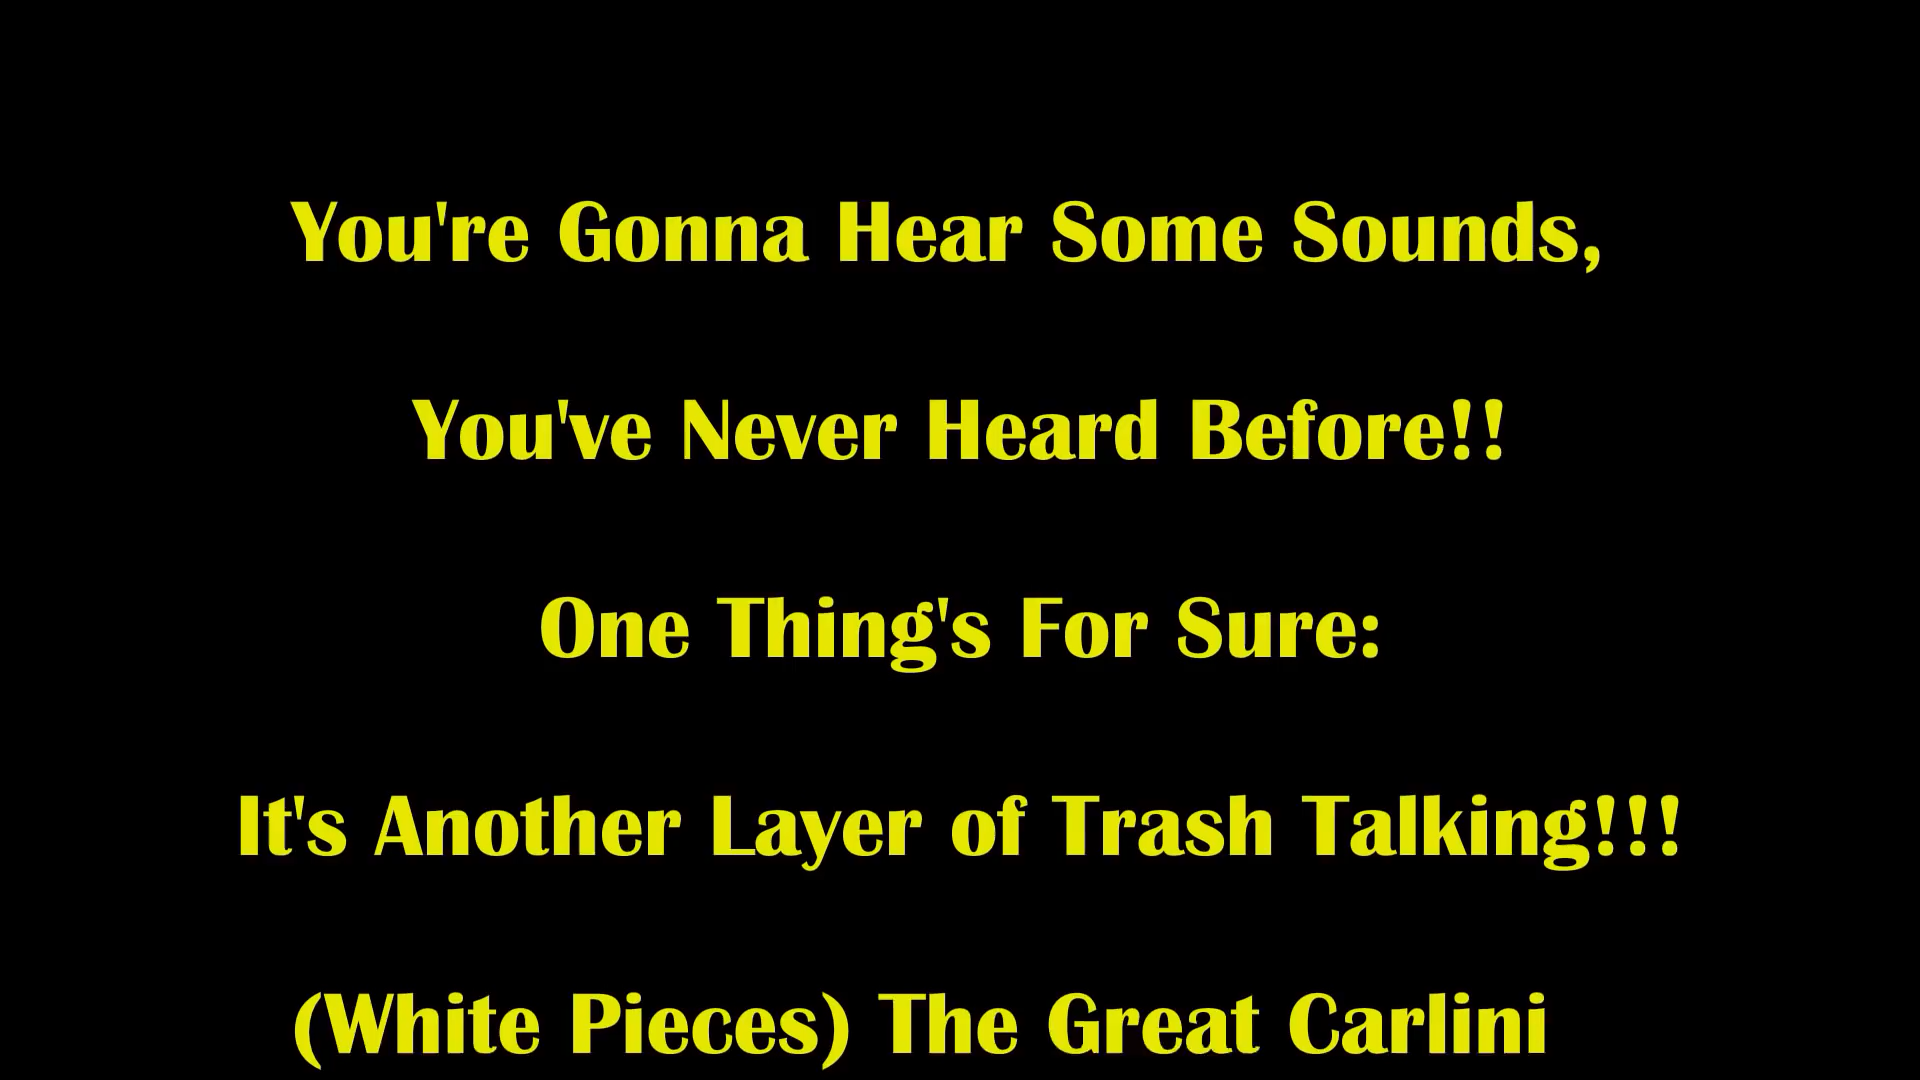 You're Gonna Hear Some Sounds,
You've Never Heard Before!!
One Thing's For Sure:
It's Another Layer of Trash Talking!!!
(White Pieces) The Great Carlini